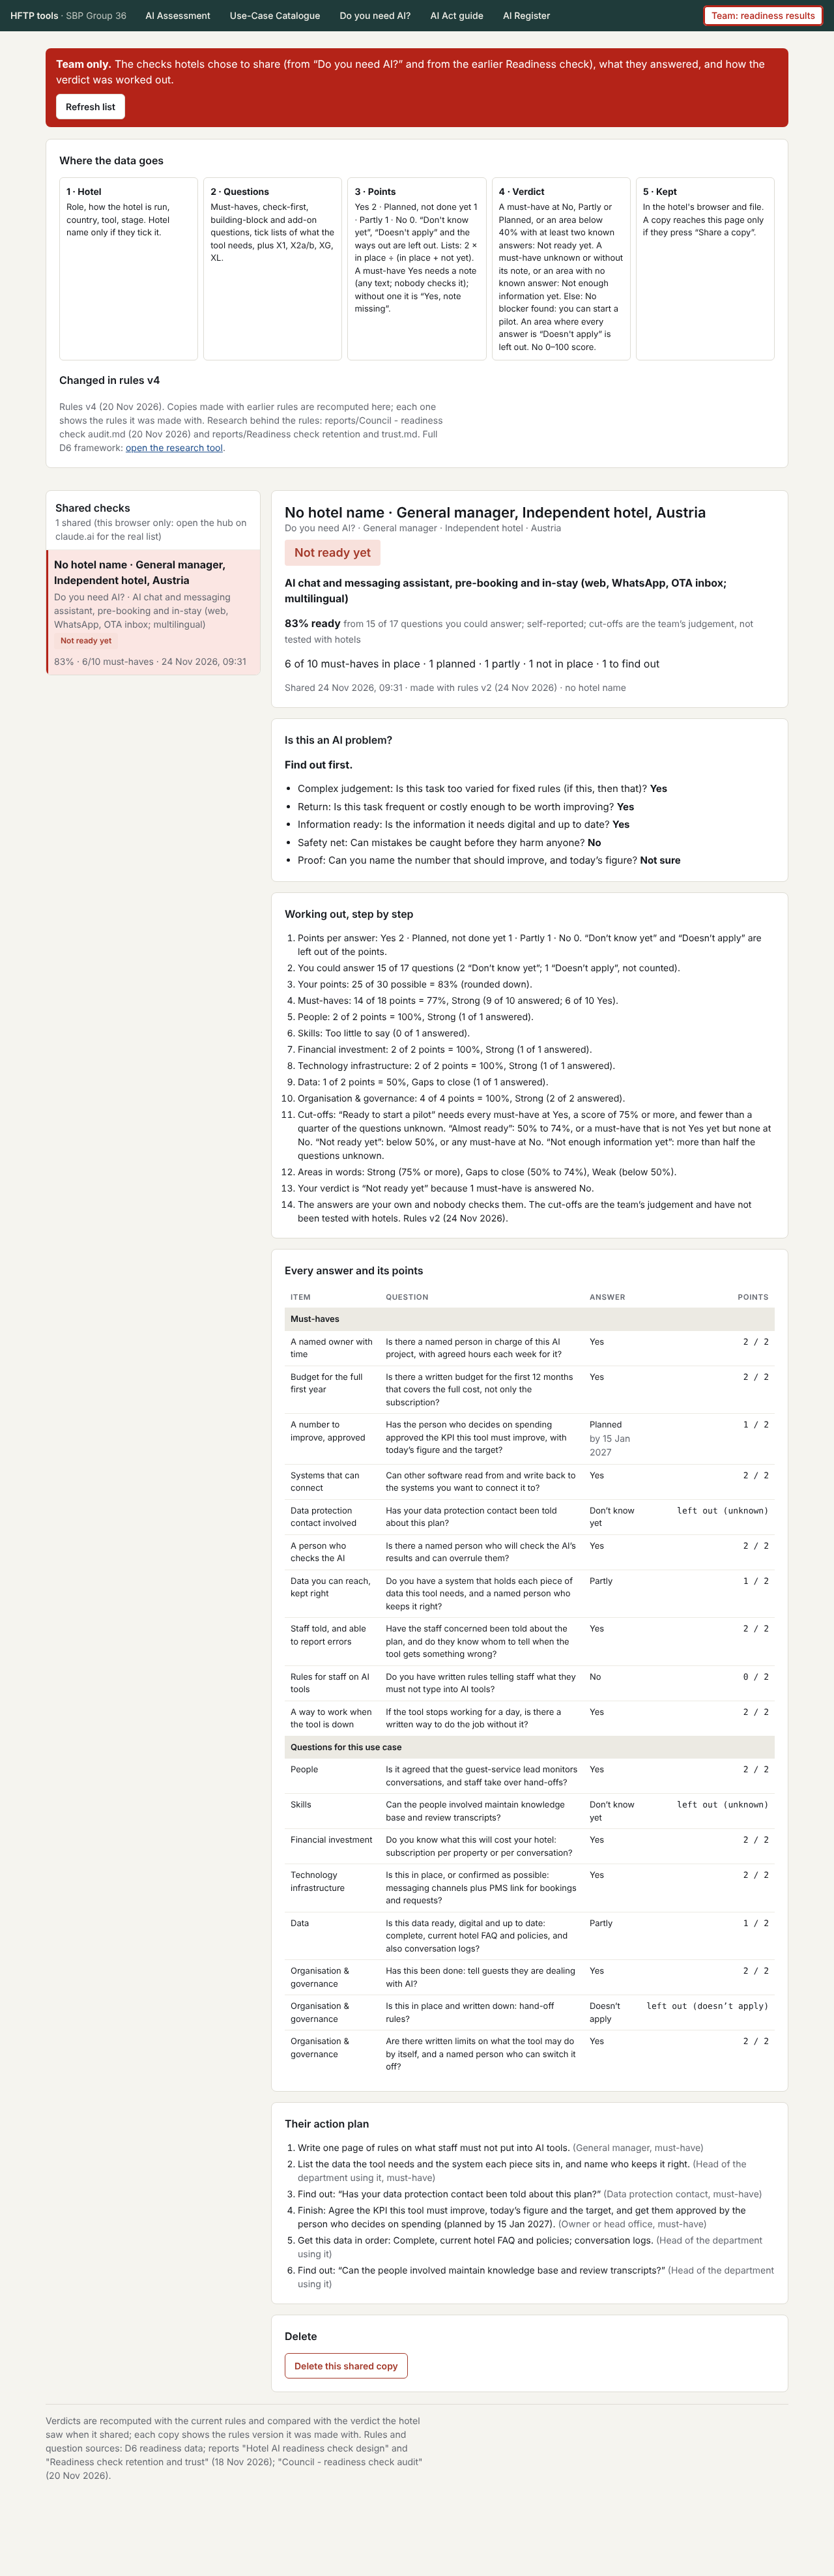 HFTP tools · SBP Group 36
AI Assessment
Use-Case Catalogue
Do you need AI?
AI Act guide
AI Register
Team: readiness results
Team only. The checks hotels chose to share (from “Do you need AI?” and from the earlier Readiness check), what they answered, and how the
verdict was worked out.
Refresh list
Where the data goes
1 · Hotel
Role, how the hotel is run,
country, tool, stage. Hotel
name only if they tick it.
2 · Questions
Must-haves, check-first,
building-block and add-on
questions, tick lists of what the
tool needs, plus X1, X2a/b, XG,
XL.
3 · Points
Yes 2 · Planned, not done yet 1
· Partly 1 · No 0. “Don't know
yet”, “Doesn't apply” and the
ways out are left out. Lists: 2 ×
in place ÷ (in place + not yet).
A must-have Yes needs a note
(any text; nobody checks it);
without one it is “Yes, note
missing”.
4 · Verdict
A must-have at No, Partly or
Planned, or an area below
40% with at least two known
answers: Not ready yet. A
must-have unknown or without
its note, or an area with no
known answer: Not enough
information yet. Else: No
blocker found: you can start a
pilot. An area where every
answer is “Doesn't apply” is
left out. No 0–100 score.
5 · Kept
In the hotel's browser and file.
A copy reaches this page only
if they press “Share a copy”.
Changed in rules v4
Rules v4 (20 Nov 2026). Copies made with earlier rules are recomputed here; each one
shows the rules it was made with. Research behind the rules: reports/Council - readiness
check audit.md (20 Nov 2026) and reports/Readiness check retention and trust.md. Full
D6 framework: open the research tool.
Shared checks
1 shared (this browser only: open the hub on
claude.ai for the real list)
No hotel name · General manager,
Independent hotel, Austria
Do you need AI? · AI chat and messaging
assistant, pre-booking and in-stay (web,
WhatsApp, OTA inbox; multilingual)
Not ready yet
83% · 6/10 must-haves · 24 Nov 2026, 09:31
No hotel name · General manager, Independent hotel, Austria
Do you need AI? · General manager · Independent hotel · Austria
Not ready yet
AI chat and messaging assistant, pre-booking and in-stay (web, WhatsApp, OTA inbox;
multilingual)
83% ready from 15 of 17 questions you could answer; self-reported; cut-offs are the team’s judgement, not
tested with hotels
6 of 10 must-haves in place · 1 planned · 1 partly · 1 not in place · 1 to find out
Shared 24 Nov 2026, 09:31 · made with rules v2 (24 Nov 2026) · no hotel name
Is this an AI problem?
Find out first.
• Complex judgement: Is this task too varied for fixed rules (if this, then that)? Yes
• Return: Is this task frequent or costly enough to be worth improving? Yes
• Information ready: Is the information it needs digital and up to date? Yes
• Safety net: Can mistakes be caught before they harm anyone? No
• Proof: Can you name the number that should improve, and today’s figure? Not sure
Working out, step by step
1. Points per answer: Yes 2 · Planned, not done yet 1 · Partly 1 · No 0. “Don’t know yet” and “Doesn’t apply” are
left out of the points.
2. You could answer 15 of 17 questions (2 “Don’t know yet”; 1 “Doesn’t apply”, not counted).
3. Your points: 25 of 30 possible = 83% (rounded down).
4. Must-haves: 14 of 18 points = 77%, Strong (9 of 10 answered; 6 of 10 Yes).
5. People: 2 of 2 points = 100%, Strong (1 of 1 answered).
6. Skills: Too little to say (0 of 1 answered).
7. Financial investment: 2 of 2 points = 100%, Strong (1 of 1 answered).
8. Technology infrastructure: 2 of 2 points = 100%, Strong (1 of 1 answered).
9. Data: 1 of 2 points = 50%, Gaps to close (1 of 1 answered).
10. Organisation & governance: 4 of 4 points = 100%, Strong (2 of 2 answered).
11. Cut-offs: “Ready to start a pilot” needs every must-have at Yes, a score of 75% or more, and fewer than a
quarter of the questions unknown. “Almost ready”: 50% to 74%, or a must-have that is not Yes yet but none at
No. “Not ready yet”: below 50%, or any must-have at No. “Not enough information yet”: more than half the
questions unknown.
12. Areas in words: Strong (75% or more), Gaps to close (50% to 74%), Weak (below 50%).
13. Your verdict is “Not ready yet” because 1 must-have is answered No.
14. The answers are your own and nobody checks them. The cut-offs are the team’s judgement and have not
been tested with hotels. Rules v2 (24 Nov 2026).
Every answer and its points
ITEM QUESTION ANSWER POINTS
Must-haves
A named owner with
time
Is there a named person in charge of this AI
project, with agreed hours each week for it?
Yes
2 / 2
Budget for the full
first year
Is there a written budget for the first 12 months
that covers the full cost, not only the
subscription?
Yes
2 / 2
A number to
improve, approved
Has the person who decides on spending
approved the KPI this tool must improve, with
today’s figure and the target?
Planned
by 15 Jan
2027
1 / 2
Systems that can
connect
Can other software read from and write back to
the systems you want to connect it to?
Yes
2 / 2
Data protection
contact involved
Has your data protection contact been told
about this plan?
Don’t know
yet
left out (unknown)
A person who
checks the AI
Is there a named person who will check the AI’s
results and can overrule them?
Yes
2 / 2
Data you can reach,
kept right
Do you have a system that holds each piece of
data this tool needs, and a named person who
keeps it right?
Partly
1 / 2
Staff told, and able
to report errors
Have the staff concerned been told about the
plan, and do they know whom to tell when the
tool gets something wrong?
Yes
2 / 2
Rules for staff on AI
tools
Do you have written rules telling staff what they
must not type into AI tools?
No
0 / 2
A way to work when
the tool is down
If the tool stops working for a day, is there a
written way to do the job without it?
Yes
2 / 2
Questions for this use case
People
Is it agreed that the guest-service lead monitors
conversations, and staff take over hand-offs?
Yes
2 / 2
Skills
Can the people involved maintain knowledge
base and review transcripts?
Don’t know
yet
left out (unknown)
Financial investment
Do you know what this will cost your hotel:
subscription per property or per conversation?
Yes
2 / 2
Technology
infrastructure
Is this in place, or confirmed as possible:
messaging channels plus PMS link for bookings
and requests?
Yes
2 / 2
Data
Is this data ready, digital and up to date:
complete, current hotel FAQ and policies, and
also conversation logs?
Partly
1 / 2
Organisation &
governance
Has this been done: tell guests they are dealing
with AI?
Yes
2 / 2
Organisation &
governance
Is this in place and written down: hand-off
rules?
Doesn’t
apply
left out (doesn’t apply)
Organisation &
governance
Are there written limits on what the tool may do
by itself, and a named person who can switch it
off?
Yes
2 / 2
Their action plan
1. Write one page of rules on what staff must not put into AI tools. (General manager, must-have)
2. List the data the tool needs and the system each piece sits in, and name who keeps it right. (Head of the
department using it, must-have)
3. Find out: “Has your data protection contact been told about this plan?” (Data protection contact, must-have)
4. Finish: Agree the KPI this tool must improve, today’s figure and the target, and get them approved by the
person who decides on spending (planned by 15 Jan 2027). (Owner or head office, must-have)
5. Get this data in order: Complete, current hotel FAQ and policies; conversation logs. (Head of the department
using it)
6. Find out: “Can the people involved maintain knowledge base and review transcripts?” (Head of the department
using it)
Delete
Delete this shared copy
Verdicts are recomputed with the current rules and compared with the verdict the hotel
saw when it shared; each copy shows the rules version it was made with. Rules and
question sources: D6 readiness data; reports "Hotel AI readiness check design" and
"Readiness check retention and trust" (18 Nov 2026); "Council - readiness check audit"
(20 Nov 2026).